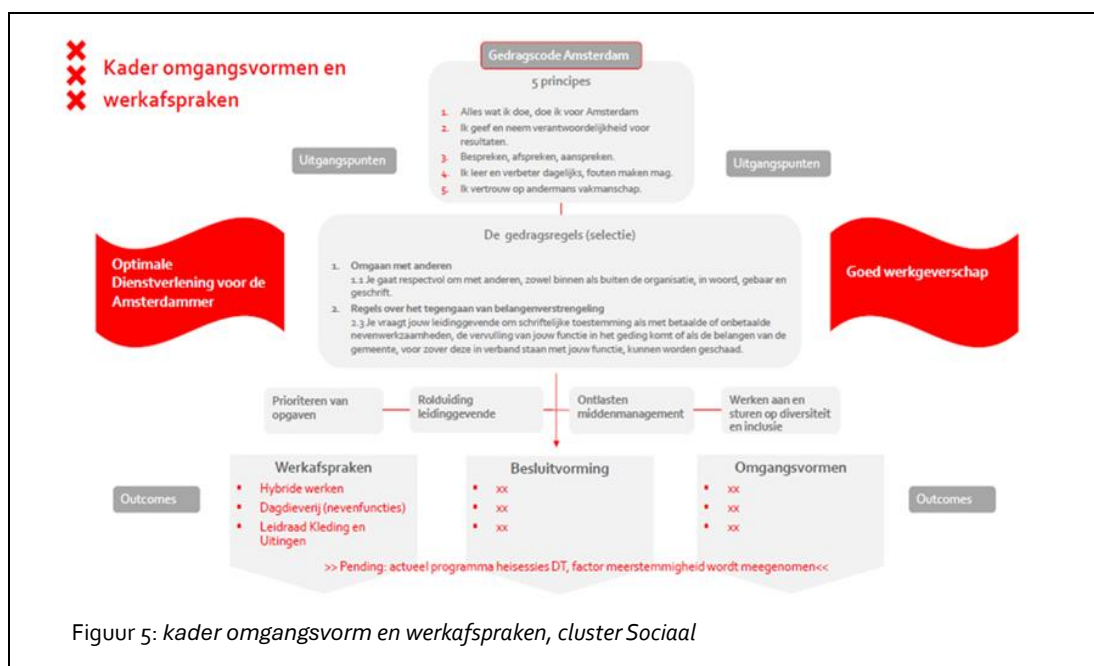 Kader omgangsvormen en
werkafspraken
Gedragscode Amsterdam
5 principes
1. Alles wat ik doe, doe ik voor Amsterdam
2. Ik geef en neem verantwoordelijkheid voor
resultaten.
3. Bespreken, afspreken, aanspreken.
4. Ik leer en verbeter dagelijks, fouten maken mag.
5. Ik vertrouw op andermans vakmanschap.
Uitgangspunten
Uitgangspunten
Optimale
Dienstverlening voor de
Amsterdammer
De gedragsregels (selectie)
1. Omgaan met anderen
1.1 Je gaat respectvol om met anderen, zowel binnen als buiten de organisatie, in woord, gebaar en
geschrift.
2. Regels over het tegengaan van belangenverstrengeling
2.3 Je vraagt jouw leidinggevende om schriftelijke toestemming als met betaalde of onbetaalde
nevenwerkzaamheden, de vervulling van jouw functie in het geding komt of als de belangen van de
gemeente, voor zover deze in verband staan met jouw functie, kunnen worden geschaad.
Goed werkgeverschap
Prioriteren van
opgaven
Rolduiding
leidinggevende
Ontlasten
middenmanagement
Werken aan en
sturen op diversiteit
en inclusie
Outcomes
Werkafspraken
▪ Hybride werken
▪ Dagdieverij (nevenfuncties)
▪ Leidraad Kleding en
Uitingen
Besluitvorming
▪ xx
▪ xx
▪ xx
Omgangsvormen
▪ xx
▪ xx
▪ xx
Outcomes
>> Pending: actueel programma heisessies DT, factor meerstemmigheid wordt meegenomen<<
Figuur 5: kader omgangsvorm en werkafspraken, cluster Sociaal